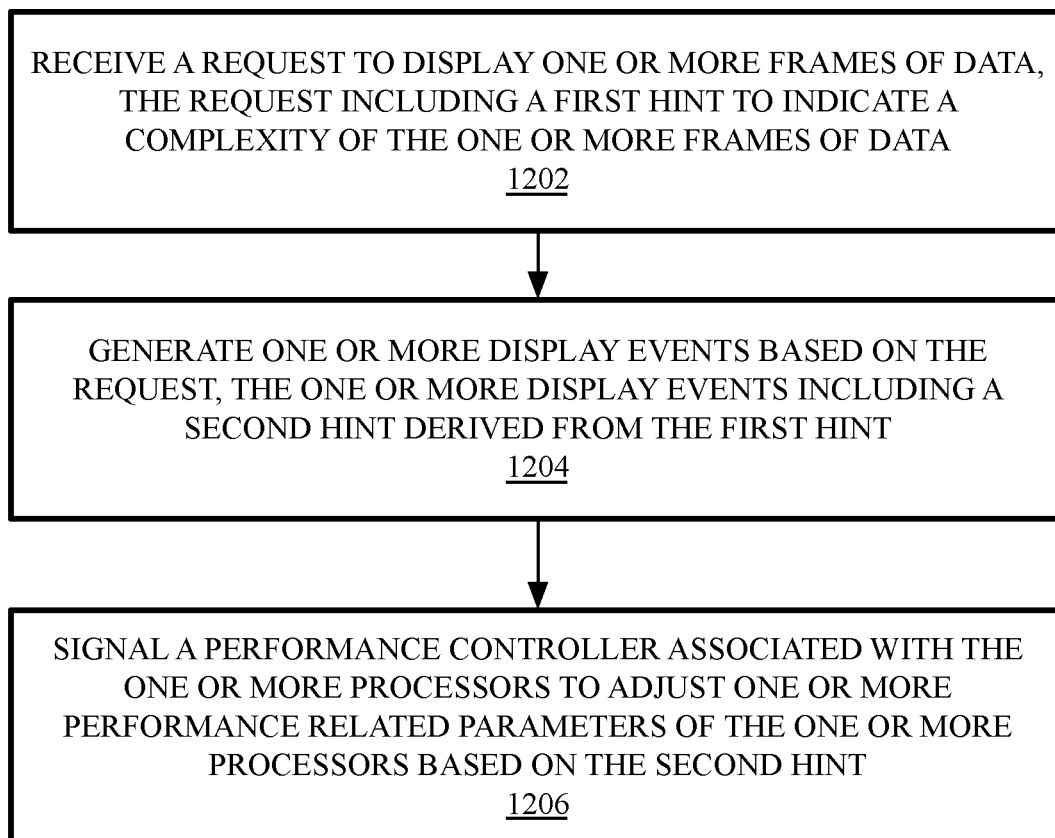 RECEIVE A REQUEST TO DISPLAY ONE OR MORE FRAMES OF DATA,
THE REQUEST INCLUDING A FIRST HINT TO INDICATE A
COMPLEXITY OF THE ONE OR MORE FRAMES OF DATA
1202
GENERATE ONE OR MORE DISPLAY EVENTS BASED ON THE
REQUEST, THE ONE OR MORE DISPLAY EVENTS INCLUDING A
SECOND HINT DERIVED FROM THE FIRST HINT
1204
SIGNAL A PERFORMANCE CONTROLLER ASSOCIATED WITH THE
ONE OR MORE PROCESSORS TO ADJUST ONE OR MORE
PERFORMANCE RELATED PARAMETERS OF THE ONE OR MORE
PROCESSORS BASED ON THE SECOND HINT
1206